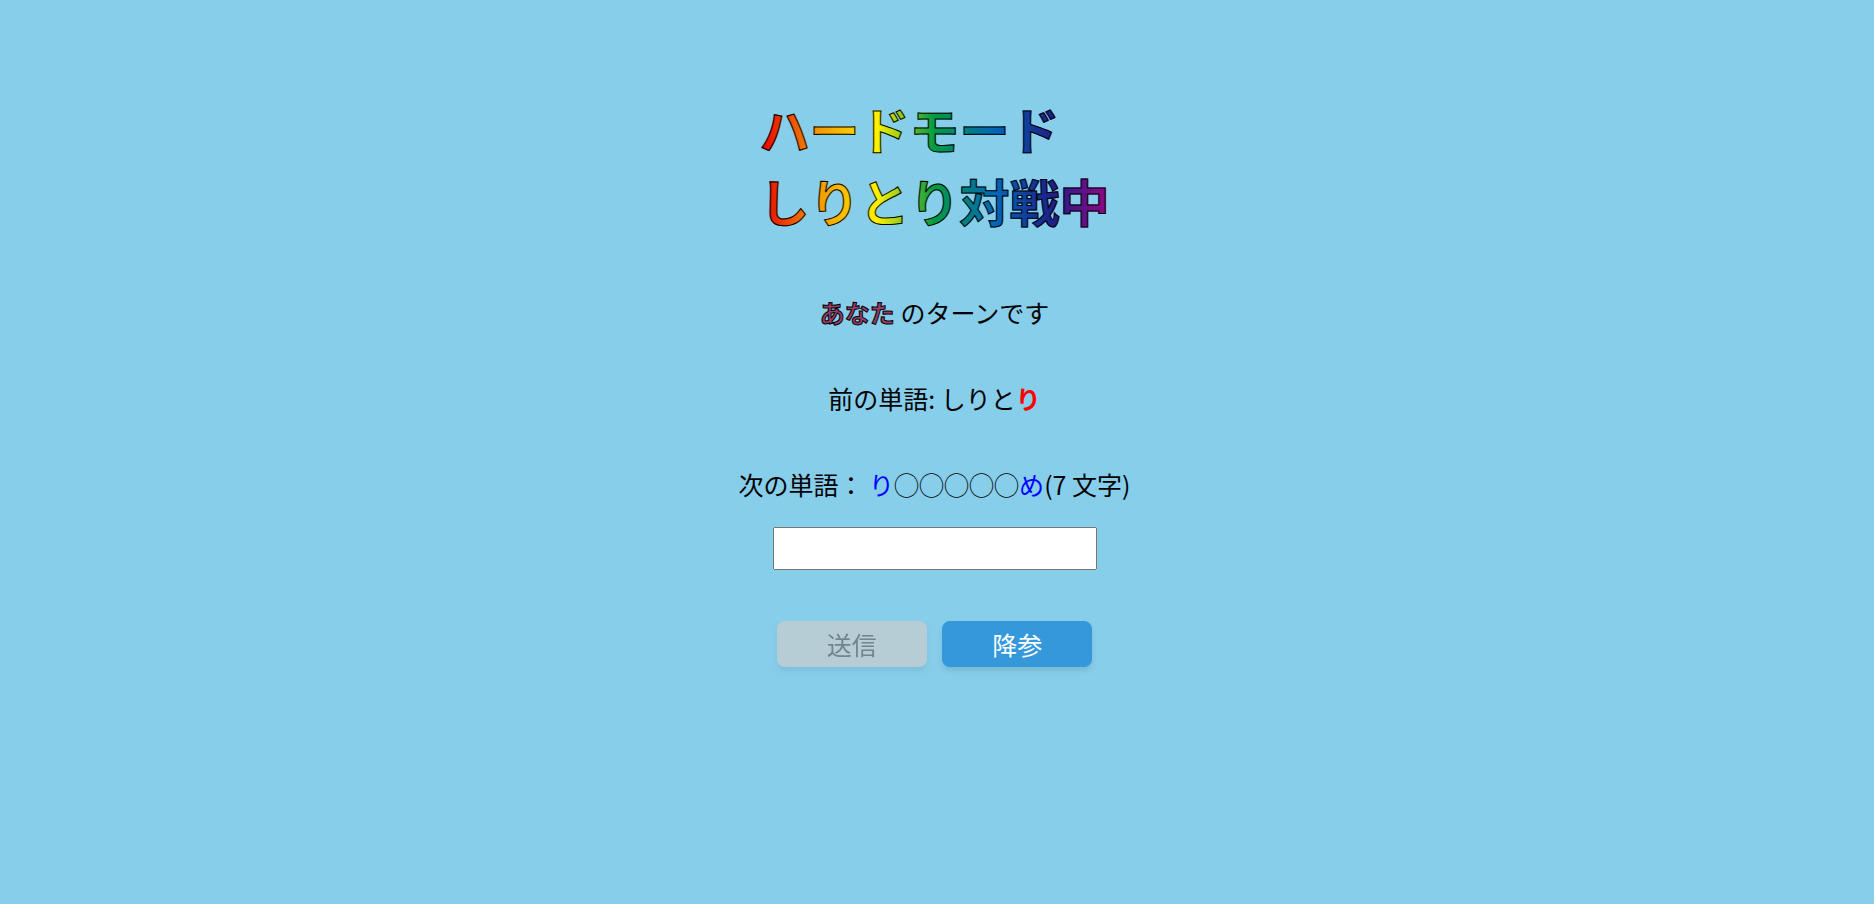 ハードモード
しりとり対戦中
あなた のターンです
前の単語: しりとり
次の単語： り◯◯◯◯◯め(7 文字)
送信 降参